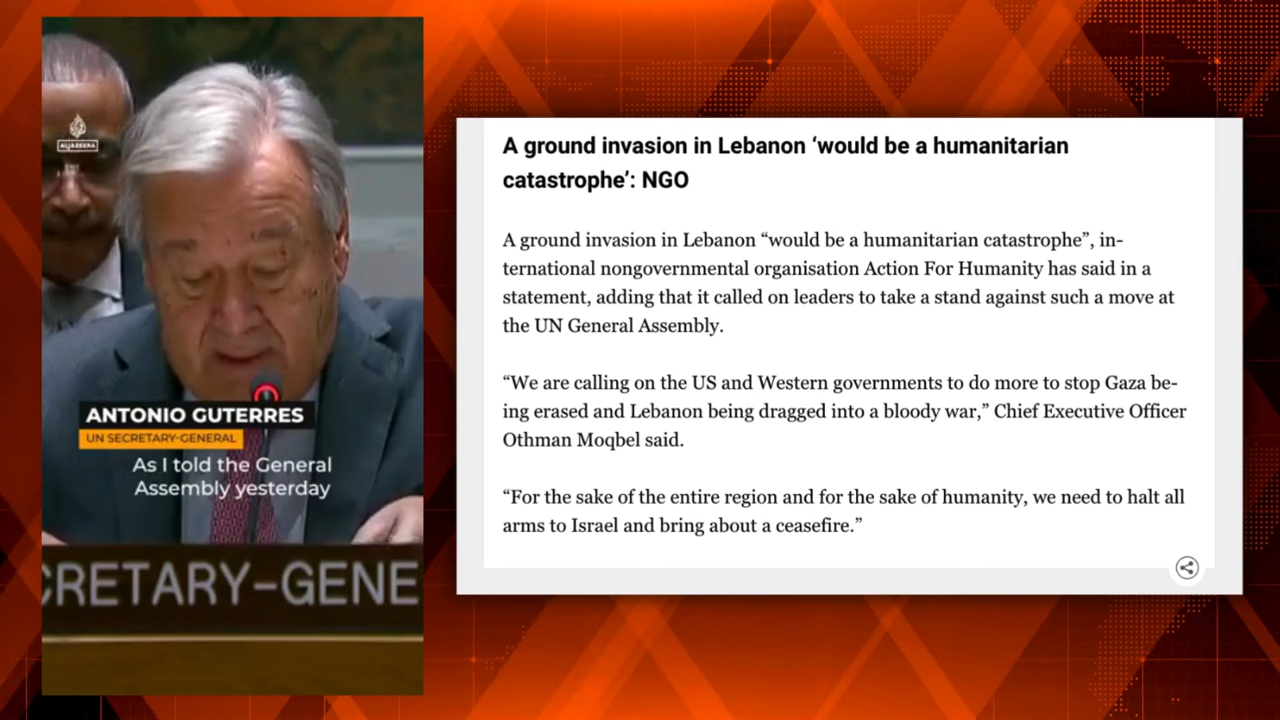 ALJAZEERA
ANTONIO GUTERRES
UN SECRETARY-GENERAL
As I told the General
Assembly yesterday
CRETARY-GENE
A ground invasion in Lebanon ‘would be a humanitarian
catastrophe’: NGO
A ground invasion in Lebanon “would be a humanitarian catastrophe”, in-
ternational nongovernmental organisation Action For Humanity has said in a
statement, adding that it called on leaders to take a stand against such a move at
the UN General Assembly.
“We are calling on the US and Western governments to do more to stop Gaza be-
ing erased and Lebanon being dragged into a bloody war,” Chief Executive Officer
Othman Moqbel said.
“For the sake of the entire region and for the sake of humanity, we need to halt all
arms to Israel and bring about a ceasefire.”